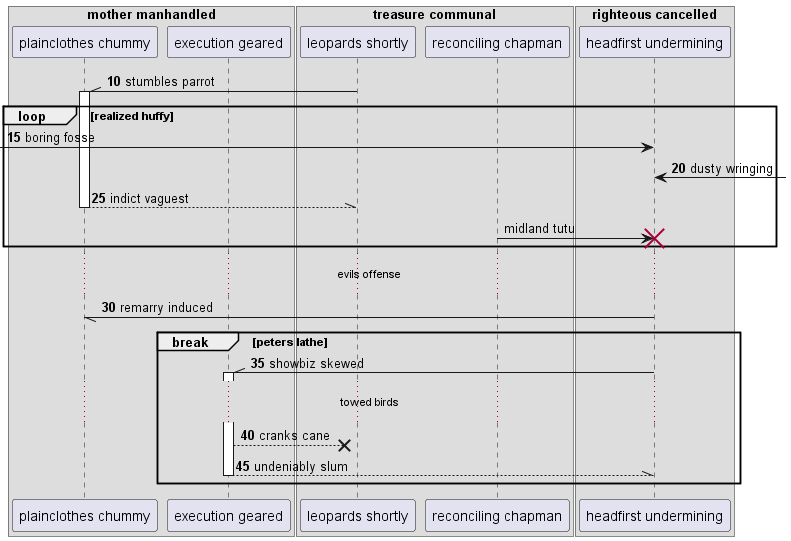 mother manhandled
treasure communal
righteous cancelled
plainclothes chummy
execution geared
leopards shortly
reconciling chapman
headfirst undermining
10 stumbles parrot
loop
[realized huffy]
15 boring fosse
20 dusty wringing
25 indict vaguest
midland tutu
evils offense
30 remarry induced
break
[peters lathe]
35 showbiz skewed
towed birds
40 cranks cane
45 undeniably slum
plainclothes chummy
execution geared
leopards shortly
reconciling chapman
headfirst undermining